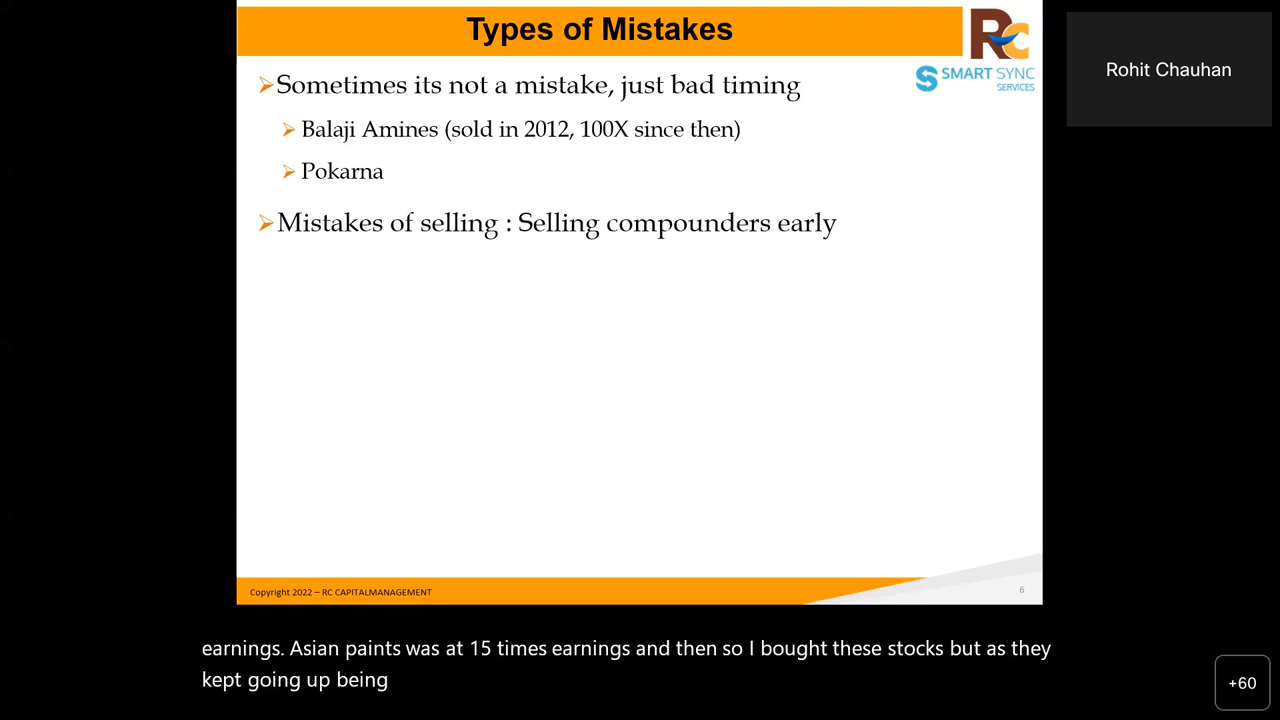 Types of Mistakes
RC
SMART SYNC
SERVICES
Rohit Chauhan
Sometimes its not a mistake, just bad timing
Balaji Amines (sold in 2012, 100X since then)
Pokarna
Mistakes of selling : Selling compounders early
Copyright 2022 – RC CAPITALMANAGEMENT
6
earnings. Asian paints was at 15 times earnings and then so I bought these stocks but as they
kept going up being
+60